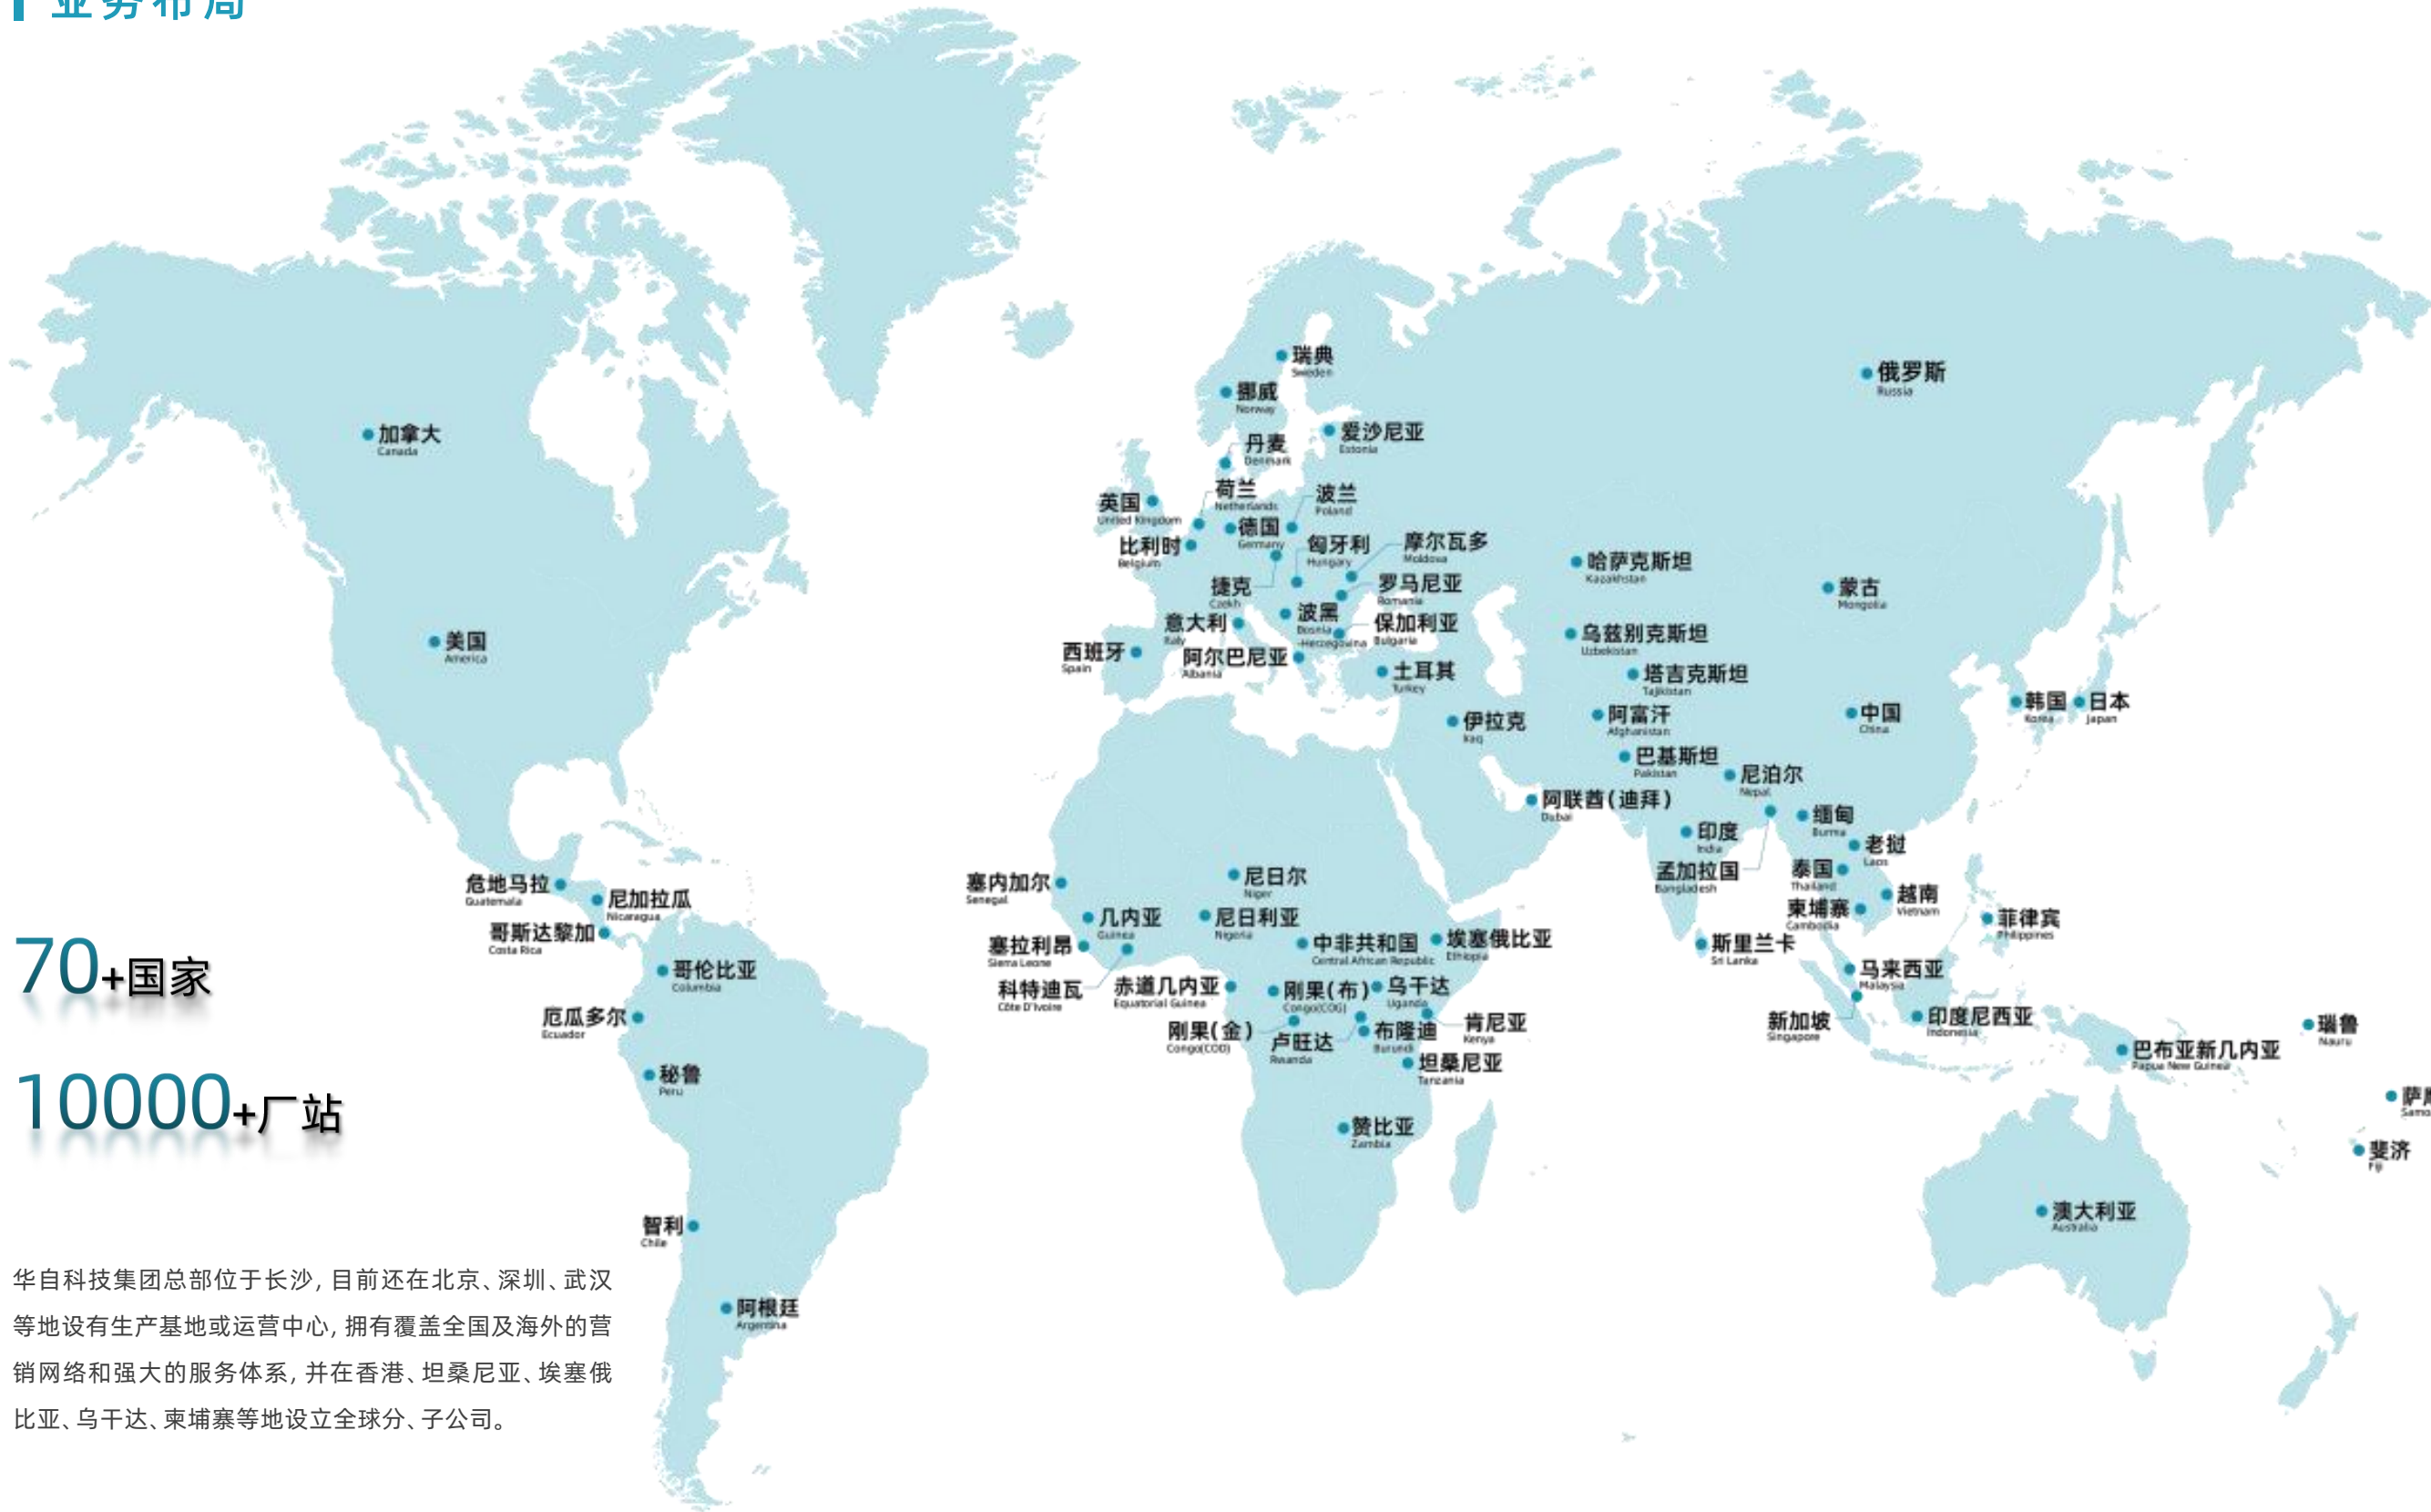 业务布局
瑞典
Sweden
俄罗斯
Russia
挪威
Norway
加拿大
Canada
爱沙尼亚
Estonia
丹麦
Denmark
英国
United Kingdom
荷兰
Netherlands
波兰
Poland
德国
Germany
比利时
Belgium
匈牙利
Hungary
摩尔瓦多
Moldova
哈萨克斯坦
Kazakhstan
捷克
Czekh
罗马尼亚
Romania
蒙古
Mongolia
意大利
Italy
波黑
Bosnia
-Herzegovina
保加利亚
Bulgaria
乌兹别克斯坦
Uzbekistan
美国
America
西班牙
Spain
阿尔巴尼亚
Albania
土耳其
Turkey
塔吉克斯坦
Tajikistan
韩国
Korea
日本
Japan
伊拉克
阿富汗
Afghanistan
中国
China
巴基斯坦
Pakistan
尼泊尔
Nepal
阿联酋(迪拜)
Dubai
缅甸
Burma
印度
India
老挝
Laos
孟加拉国
Bangladesh
泰国
Thailand
越南
Vietnam
柬埔寨
Cambodia
菲律宾
Philippines
斯里兰卡
Sri Lanka
马来西亚
Malaysia
新加坡
Singapore
印度尼西亚
Indonesia
危地马拉
Guatemala
尼加拉瓜
Nicaragua
哥斯达黎加
Costa Rica
哥伦比亚
Columbia
厄瓜多尔
Ecuador
秘鲁
Peru
智利
Chile
阿根廷
Argentina
塞内加尔
Senegal
尼日尔
Niger
几内亚
Guinea
尼日利亚
Nigeria
塞拉利昂
Sierra Leone
中非共和国
Central African Republic
埃塞俄比亚
Ethiopia
科特迪瓦
Côte D'Ivoire
赤道几内亚
Equatorial Guinea
刚果(布)
Congo(COG)
乌干达
Uganda
刚果(金)
Congo(COD)
卢旺达
Rwanda
布隆迪
Burundi
肯尼亚
Kenya
坦桑尼亚
Tanzania
赞比亚
Zambia
瑞鲁
Nauru
巴布亚新几内亚
Papua New Guinea
萨
Samo
斐济
Fiji
澳大利亚
Australia
70+国家
10000+厂站
华自科技集团总部位于长沙,目前还在北京、深圳、武汉
等地设有生产基地或运营中心,拥有覆盖全国及海外的营
销网络和强大的服务体系,并在香港、坦桑尼亚、埃塞俄
比亚、乌干达、柬埔寨等地设立全球分、子公司。